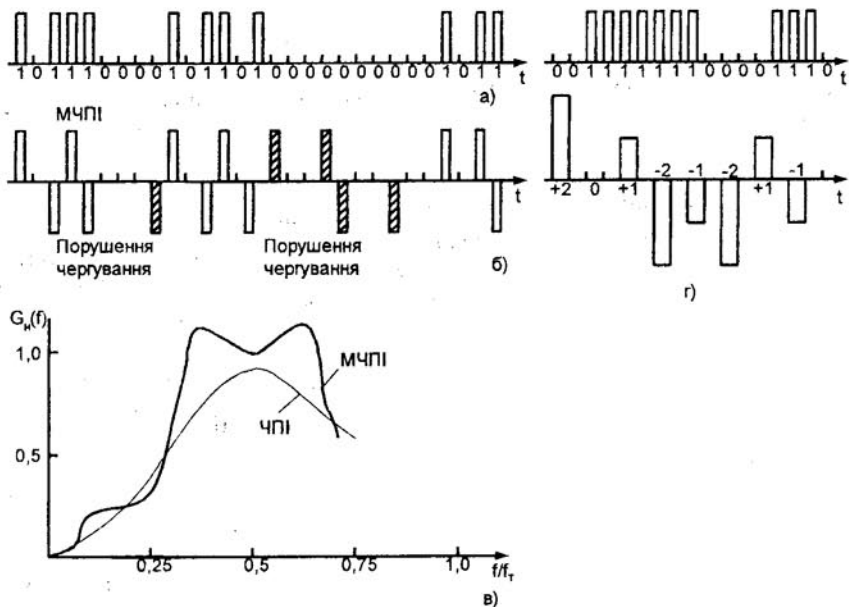 1 0 1 1 1 0 0 0 0 1 0 1 1 0 1 0 0 0 0 0 0 0 0 0 0 1 0 1 1 t
а)
0 0 1 1 1 1 1 1 1 0 0 0 0 1 1 1 0 t
МЧПІ
t
Порушення
чергування
Порушення
чергування
б)
-2 -1 -2 -1
+2 0 +1 +1 t
г)
Gн(f)
1,0
МЧПІ
ЧПІ
0,5
0,25 0,5 0,75 1,0 f/fт
в)